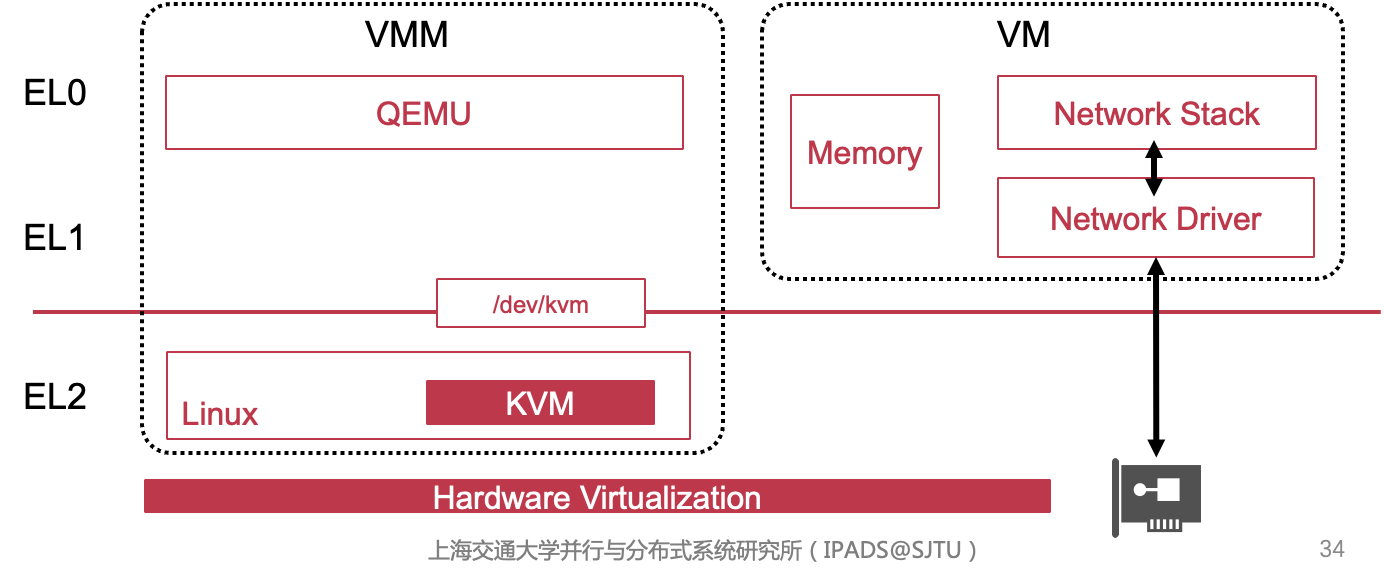 VMM
VM
EL0
QEMU
Memory
Network Stack
Network Driver
EL1
/dev/kvm
EL2
Linux
KVM
Hardware Virtualization
上海交通大学并行与分布式系统研究所（IPADS@SJTU）
34